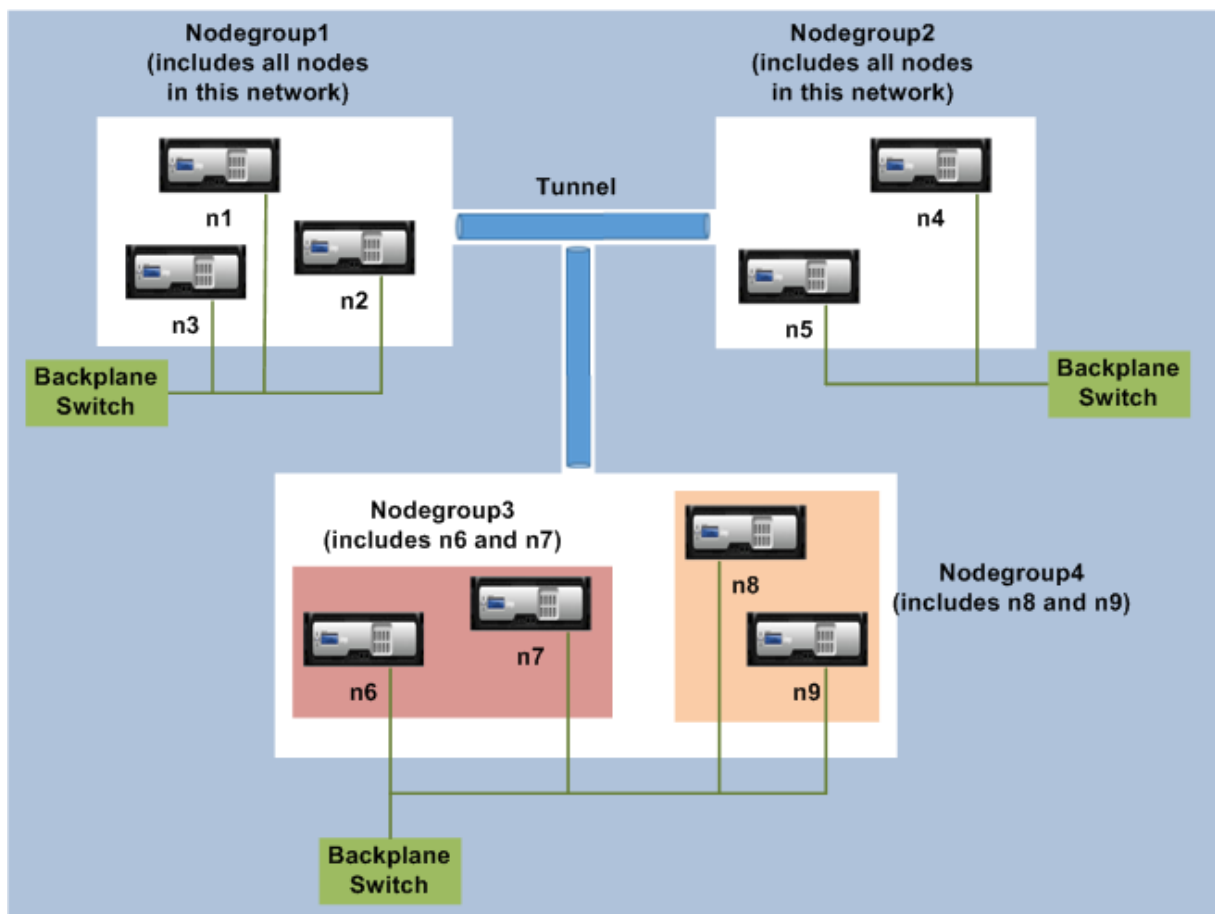 Nodegroup1
(includes all nodes
in this network)
Nodegroup2
(includes all nodes
in this network)
Tunnel
n1
n2
n3
n4
n5
Backplane
Switch
Backplane
Switch
Nodegroup3
(includes n6 and n7)
n8
n7
n6
n9
Nodegroup4
(includes n8 and n9)
Backplane
Switch